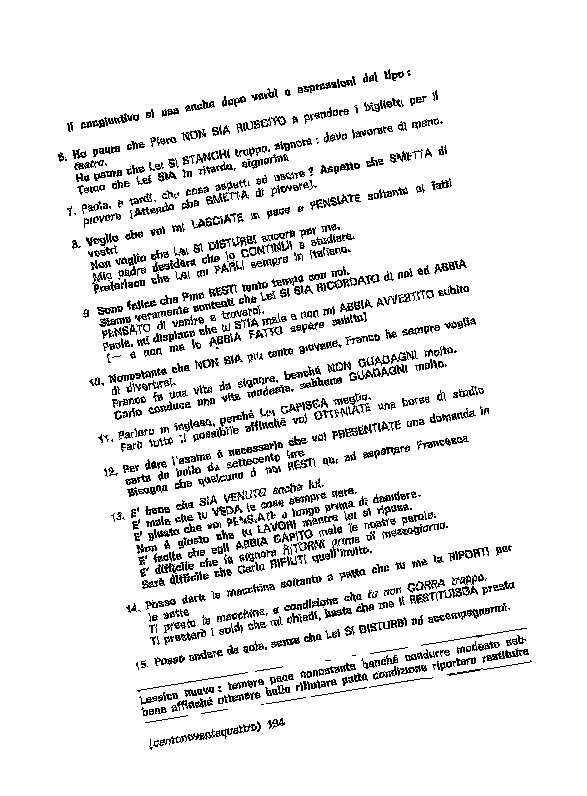 Il congiuntivo si usa anche dopo verbi o espressioni del tipo :
6. Ho paura che Piero NON SIA RIUSCITO a prendere i biglietti per il
teatro.
Ho paura che Lei SI STANCHI troppo, signora : deve lavorare di meno.
Temo che Lei SIA in ritardo, signorina
7. Paola, è tardi, che cosa aspetti ad uscire ? Aspetto che SMETTA di
piovere (Attendo che SMETTA di piovere).
8. Voglio che voi mi LASCIATE in pace e PENSIATE soltanto ai fatti
vostri
Non voglio che Lei SI DISTURBI ancora per me.
Mio padre desidera che io CONTINUI a studiare.
Preferisco che Lei mi PARLI sempre in italiano.
9 Sono felice che Pino RESTI tanto tempo con noi.
Siamo veramente contenti che Lei SI SIA RICORDATO di noi ed ABBIA
PENSATO di venire a trovarci.
Paola, mi dispiace che tu STIA male e non mi ABBIA AVVERTITO subito
(— e non me lo ABBIA FATTO sapere subito)
10. Nonostante che NON SIA più tanto giovane, Franco ha sempre voglia
di divertirsi.
Franco fa una vita da signore, benché NON GUADAGNI molto.
Carlo conduce una vita modesta, sebbene GUADAGNI molto.
11. Parlerò in inglese, perché Lei CAPISCA meglio.
Farò tutto il possibile affinché voi OTTENIATE una borsa di studio
12. Per dare l'esame è necessario che voi PRESENTIATE una domanda in
carta da bollo da settecento lire
Bisogna che qualcuno di noi RESTI qui ad aspettare Francesca
13. E' bene che SIA VENUTO anche lui.
E' male che tu VEDA le cose sempre nere.
E' giusto che voi PENSIATE a lungo prima di decidere.
Non è giusto che tu LAVORI mentre lui si riposa.
E' facile che egli ABBIA CAPITO male le nostre parole.
E' difficile che la signora RITORNI prima di mezzogiorno.
Sarà difficile che Carlo RIFIUTI quell'invito.
14. Posso darti la macchina soltanto a patto che tu me la RIPORTI per
le sette
Ti presto la macchina, a condizione che tu non CORRA troppo.
Ti presterò i soldi che mi chiedi, basta che me li RESTITUISCA presto
15. Posso andare da sola, senza che Lei SI DISTURBI ad accompagnarmi.
Lessico nuovo : temere pace nonostante benché condurre modesto seb-
bene affinché ottenere bollo rifiutare patto condizione riportare restituire
(centonovantaquattro) 194